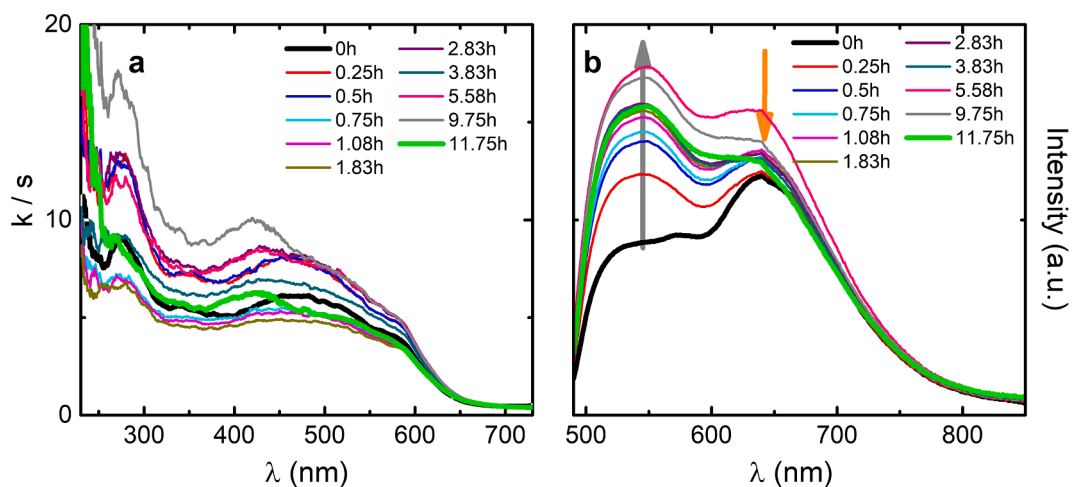 a
0h
0.25h
0.5h
0.75h
1.08h
1.83h
2.83h
3.83h
5.58h
9.75h
11.75h
k / s
20
10
0
300 400 500 600 700
λ (nm)
b
0h
0.25h
0.5h
0.75h
1.08h
1.83h
2.83h
3.83h
5.58h
9.75h
11.75h
Intensity (a.u.)
500 600 700 800
λ (nm)